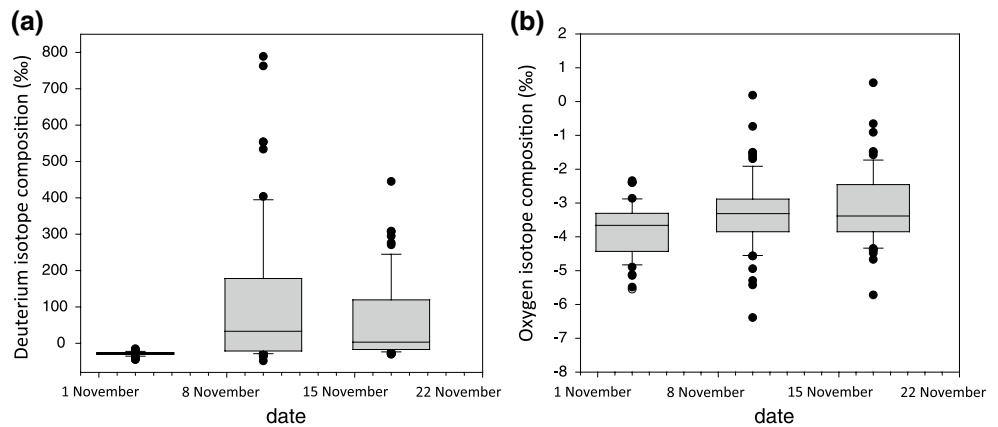 (a)
Deuterium isotope composition (‰)
800
700
600
500
400
300
200
100
0
1 November
8 November
15 November
22 November
date
(b)
Oxygen isotope composition (‰)
2
1
0
-1
-2
-3
-4
-5
-6
-7
-8
1 November
8 November
15 November
22 November
date